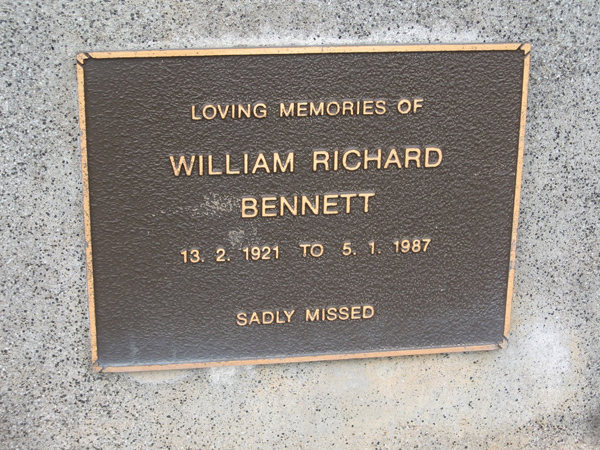 LOVING MEMORIES OF
WILLIAM RICHARD
BENNETT
13. 2. 1921 TO 5. 1. 1987
SADLY MISSED